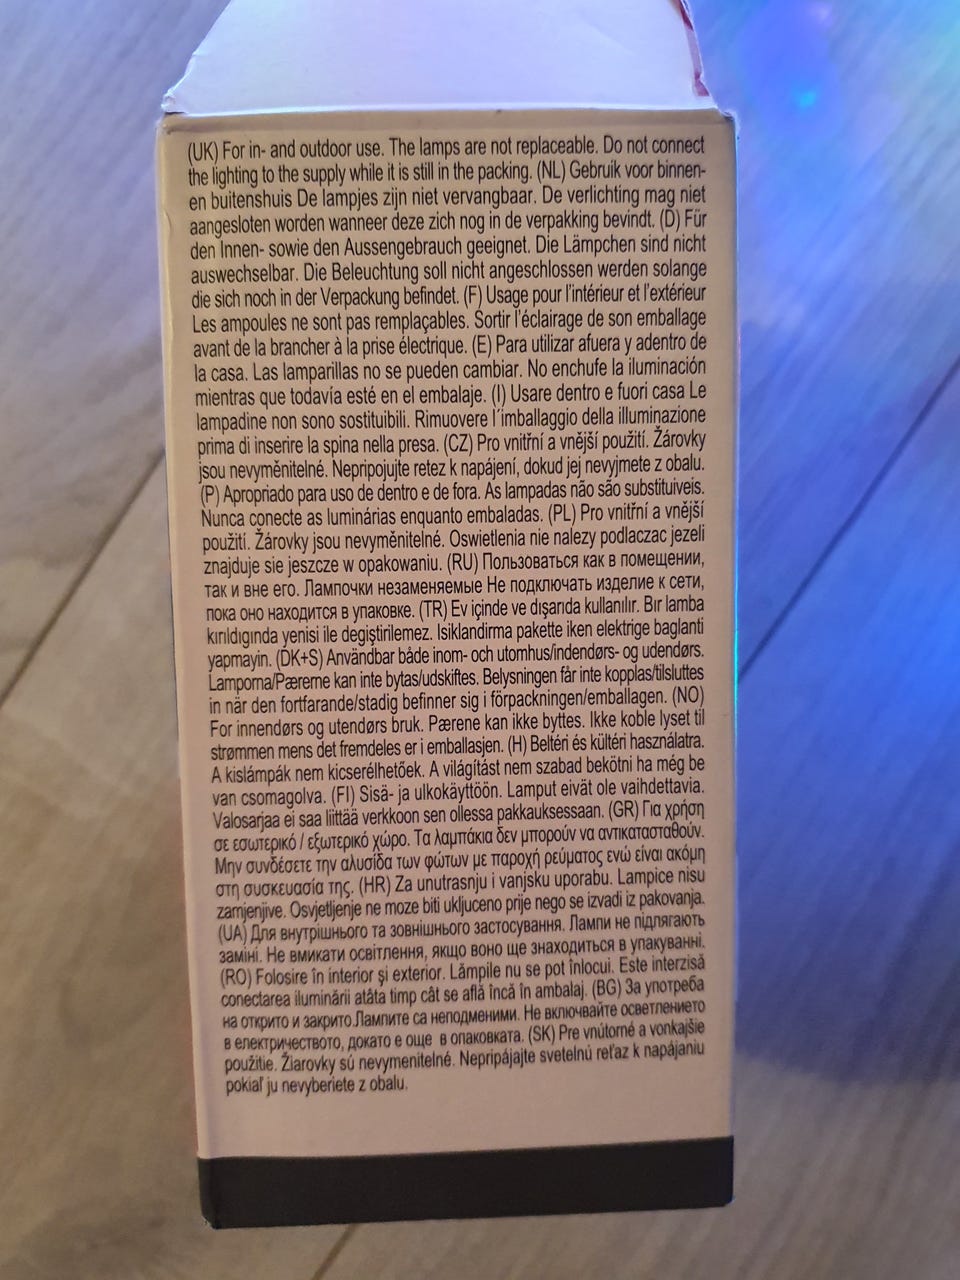 (UK) For in- and outdoor use. The lamps are not replaceable. Do not connect
the lighting to the supply while it is still in the packing. (NL) Gebruik voor binnen-
en buitenshuis De lampjes zijn niet vervangbaar. De verlichting mag niet
aangesloten worden wanneer deze zich nog in de verpakking bevindt. (D) Für
den Innen- sowie den Aussengebrauch geeignet. Die Lämpchen sind nicht
auswechselbar. Die Beleuchtung soll nicht angeschlossen werden solange
die sich noch in der Verpackung befindet. (F) Usage pour l'intérieur et l'extérieur
Les ampoules ne sont pas remplaçables. Sortir l'éclairage de son emballage
avant de la brancher à la prise électrique. (E) Para utilizar afuera y adentro de
la casa. Las lamparillas no se pueden cambiar. No enchufe la iluminación
mientras que todavía esté en el embalaje. (I) Usare dentro e fuori casa Le
lampadine non sono sostituibili. Rimuovere l´imballaggio della illuminazione
prima di inserire la spina nella presa. (CZ) Pro vnitřní a vnější použití. Žárovky
jsou nevyměnitelné. Nepripojujte retez k napájení, dokud jej nevyjmete z obalu.
(P) Apropriado para uso de dentro e de fora. As lampadas não são substituiveis.
Nunca conecte as luminárias enquanto embaladas. (PL) Pro vnitřní a vnější
použití. Žárovky jsou nevyměnitelné. Oswietlenia nie nalezy podlaczac jezeli
znajduje sie jeszcze w opakowaniu. (RU) Пользоваться как в помещении,
так и вне его. Лампочки незаменяемые Не подключать изделие к сети,
пока оно находится в упаковке. (TR) Ev içinde ve dışarıda kullanılır. Bır lamba
kırıldıgında yenisi ile degiştirilemez. Isiklandirma pakette iken elektrige baglanti
yapmayin. (DK+S) Användbar både inom- och utomhus/indendørs- og udendørs.
Lamporna/Pærerne kan inte bytas/udskiftes. Belysningen får inte kopplas/tilsluttes
in när den fortfarande/stadig befinner sig i förpackningen/emballagen. (NO)
For innendørs og utendørs bruk. Pærene kan ikke byttes. Ikke koble lyset til
strømmen mens det fremdeles er i emballasjen. (H) Beltéri és kültéri használatra.
A kislámpák nem kicserélhetőek. A világítást nem szabad bekötni ha még be
van csomagolva. (FI) Sisä- ja ulkokäyttöön. Lamput eivät ole vaihdettavia.
Valosarjaa ei saa liittää verkkoon sen ollessa pakkauksessaan. (GR) Για χρήση
σε εσωτερικό / εξωτερικό χώρο. Τα λαμπάκια δεν μπορούν να αντικατασταθούν.
Μην συνδέσετε την αλυσίδα των φώτων με παροχή ρεύματος ενώ είναι ακόμη
στη συσκευασία της. (HR) Za unutrasnju i vanjsku uporabu. Lampice nisu
zamjenjive. Osvjetljenje ne moze biti ukljuceno prije nego se izvadi iz pakovanja.
(UA) Для внутрішнього та зовнішнього застосування. Лампи не підлягають
заміні. Не вмикати освітлення, якщо воно ще знаходиться в упакуванні.
(RO) Folosire în interior şi exterior. Lămpile nu se pot înlocui. Este interzisă
conectarea iluminării atâta timp cât se află încă în ambalaj. (BG) За употреба
на открито и закрито.Лампите са неподменими. Не включвайте осветлението
в електричеството, докато е още в опаковката. (SK) Pre vnútorné a vonkajšie
použitie. Žiarovky sú nevymenitelné. Nepripájajte svetelnú reťaz k napájaniu
pokiaľ ju nevyberiete z obalu.